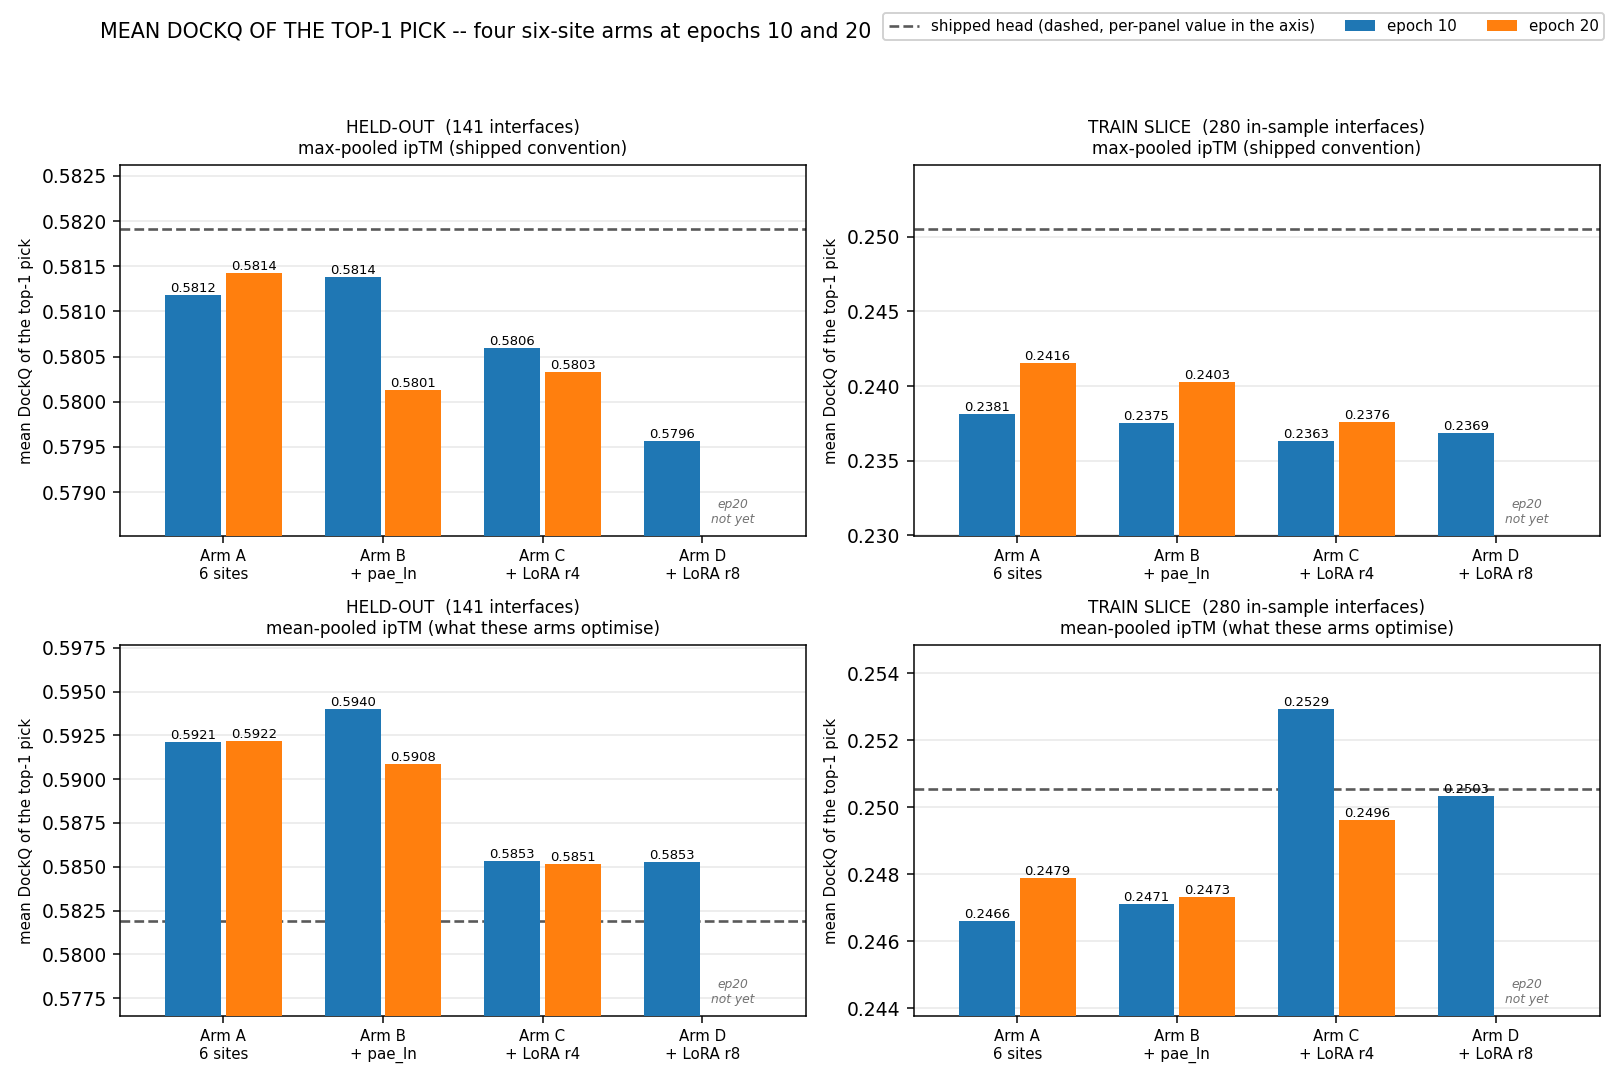 MEAN DOCKQ OF THE TOP-1 PICK -- four six-site arms at epochs 10 and 20
shipped head (dashed, per-panel value in the axis)
epoch 10
epoch 20
HELD-OUT (141 interfaces)
max-pooled ipTM (shipped convention)
mean DockQ of the top-1 pick
0.5825
0.5820
0.5815
0.5810
0.5805
0.5800
0.5795
0.5790
0.5812
0.5814
0.5814
0.5801
0.5806
0.5803
0.5796
ep20
not yet
Arm A
6 sites
Arm B
+ pae_ln
Arm C
+ LoRA r4
Arm D
+ LoRA r8
TRAIN SLICE (280 in-sample interfaces)
max-pooled ipTM (shipped convention)
mean DockQ of the top-1 pick
0.250
0.245
0.240
0.235
0.230
0.2381
0.2416
0.2375
0.2403
0.2363
0.2376
0.2369
ep20
not yet
Arm A
6 sites
Arm B
+ pae_ln
Arm C
+ LoRA r4
Arm D
+ LoRA r8
HELD-OUT (141 interfaces)
mean-pooled ipTM (what these arms optimise)
mean DockQ of the top-1 pick
0.5975
0.5950
0.5925
0.5900
0.5875
0.5850
0.5825
0.5800
0.5775
0.5921
0.5922
0.5940
0.5908
0.5853
0.5851
0.5853
ep20
not yet
Arm A
6 sites
Arm B
+ pae_ln
Arm C
+ LoRA r4
Arm D
+ LoRA r8
TRAIN SLICE (280 in-sample interfaces)
mean-pooled ipTM (what these arms optimise)
mean DockQ of the top-1 pick
0.254
0.252
0.250
0.248
0.246
0.244
0.2466
0.2479
0.2471
0.2473
0.2529
0.2496
0.2503
ep20
not yet
Arm A
6 sites
Arm B
+ pae_ln
Arm C
+ LoRA r4
Arm D
+ LoRA r8